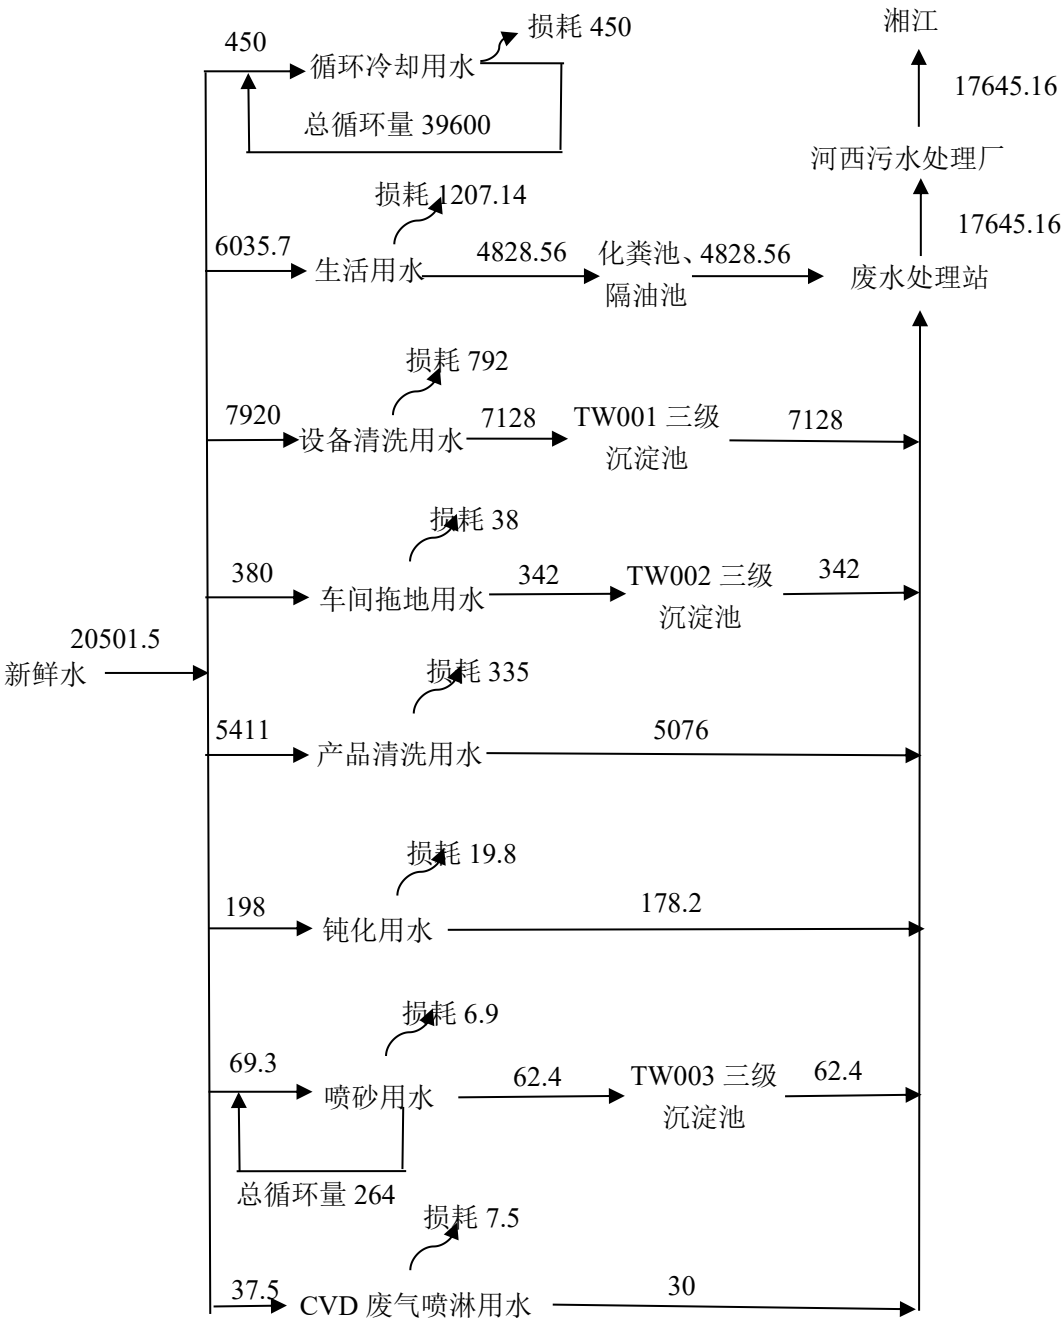 湘江
损耗 450
450
循环冷却用水
17645.16
总循环量 39600
河西污水处理厂
损耗 1207.14
17645.16
6035.7
生活用水
4828.56
化粪池、
隔油池
4828.56
废水处理站
损耗 792
7920
设备清洗用水
7128
TW001 三级
沉淀池
7128
损耗 38
380
车间拖地用水
342
TW002 三级
沉淀池
342
20501.5
新鲜水
损耗 335
5411
产品清洗用水
5076
损耗 19.8
198
钝化用水
178.2
损耗 6.9
69.3
喷砂用水
62.4
TW003 三级
沉淀池
62.4
总循环量 264
损耗 7.5
37.5
CVD 废气喷淋用水
30